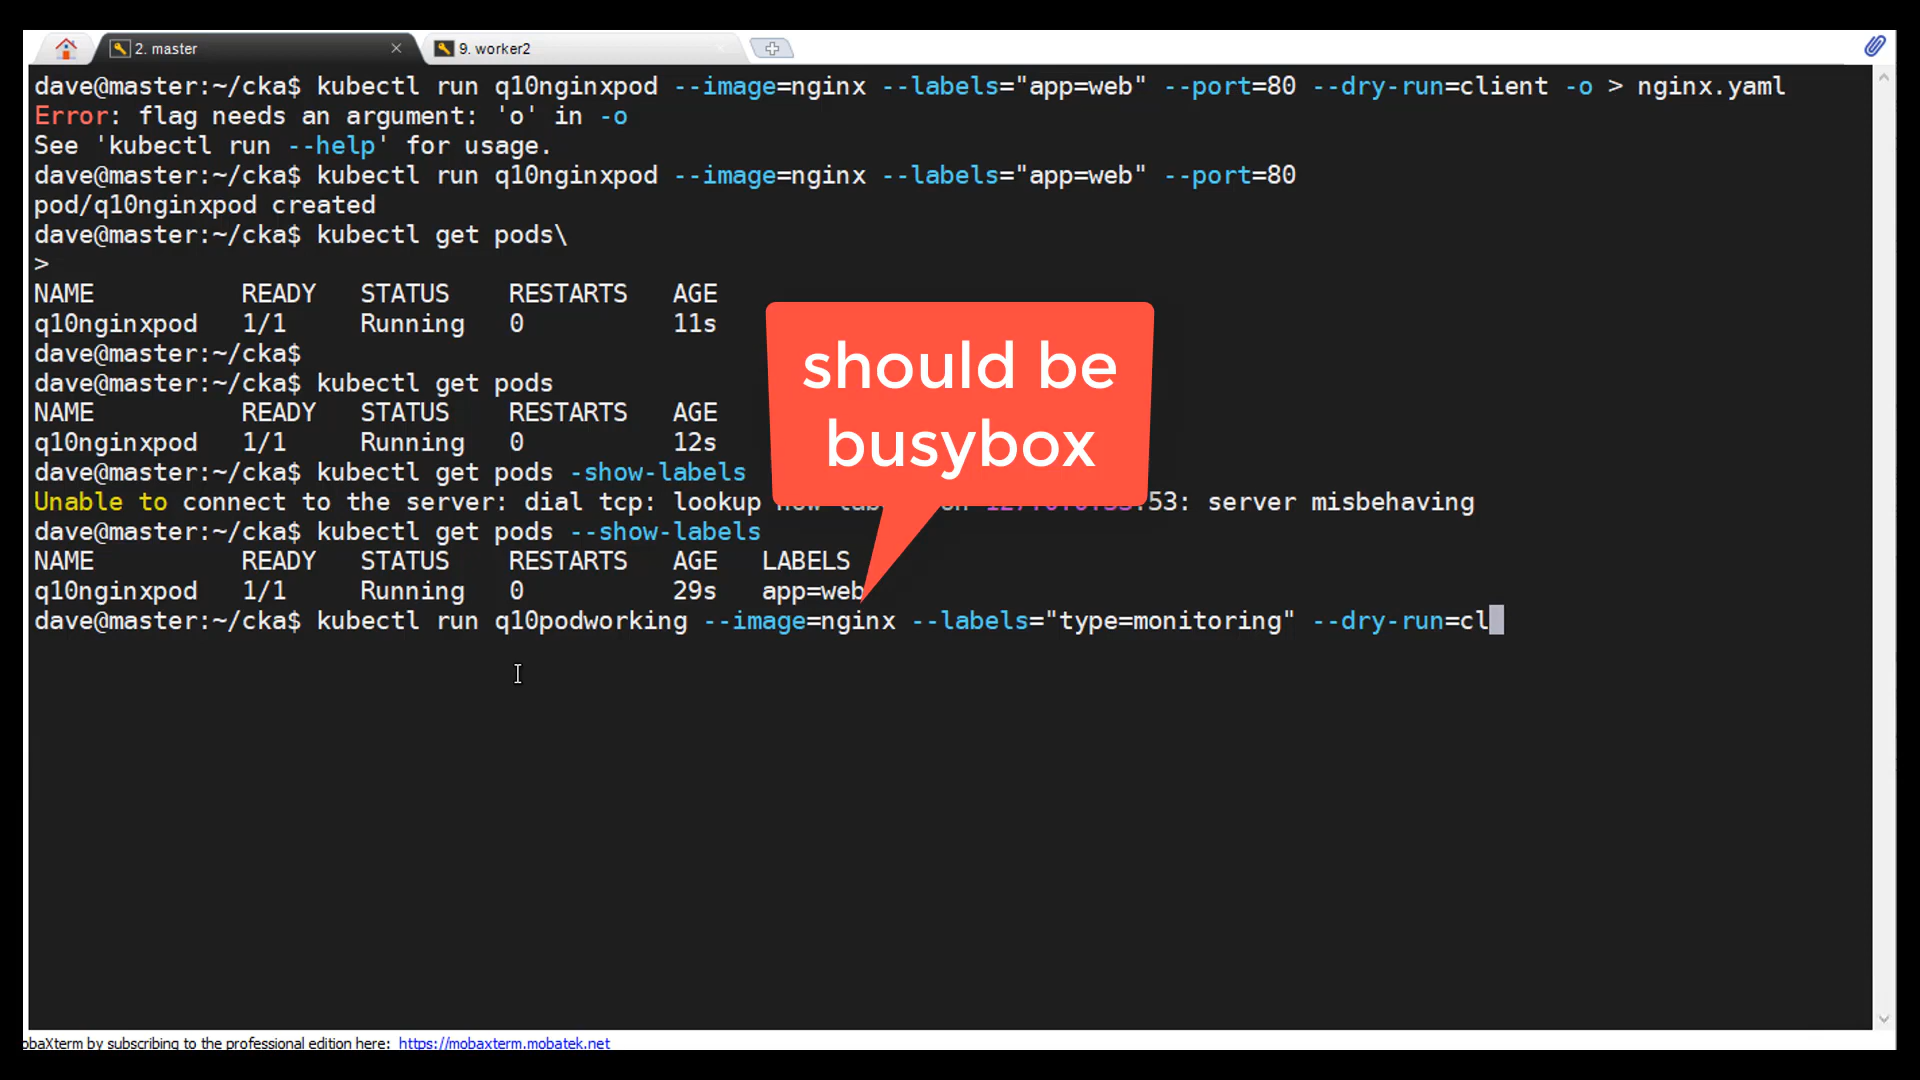 2. master
9. worker2
dave@master:~/cka$ kubectl run q10nginxpod --image=nginx --labels="app=web" --port=80 --dry-run=client -o > nginx.yaml
Error: flag needs an argument: 'o' in -o
See 'kubectl run --help' for usage.
dave@master:~/cka$ kubectl run q10nginxpod --image=nginx --labels="app=web" --port=80
pod/q10nginxpod created
dave@master:~/cka$ kubectl get pods\
>
NAME READY STATUS RESTARTS AGE
q10nginxpod 1/1 Running 0 11s
dave@master:~/cka$
dave@master:~/cka$ kubectl get pods
NAME READY STATUS RESTARTS AGE
q10nginxpod 1/1 Running 0 12s
dave@master:~/cka$ kubectl get pods -show-labels
Unable to connect to the server: dial tcp: lookup :53: server misbehaving
dave@master:~/cka$ kubectl get pods --show-labels
NAME READY STATUS RESTARTS AGE LABELS
q10nginxpod 1/1 Running 0 29s app=web
dave@master:~/cka$ kubectl run q10podworking --image=nginx --labels="type=monitoring" --dry-run=cl
should be
busybox
obaXterm by subscribing to the professional edition here: https://mobaxterm.mobatek.net